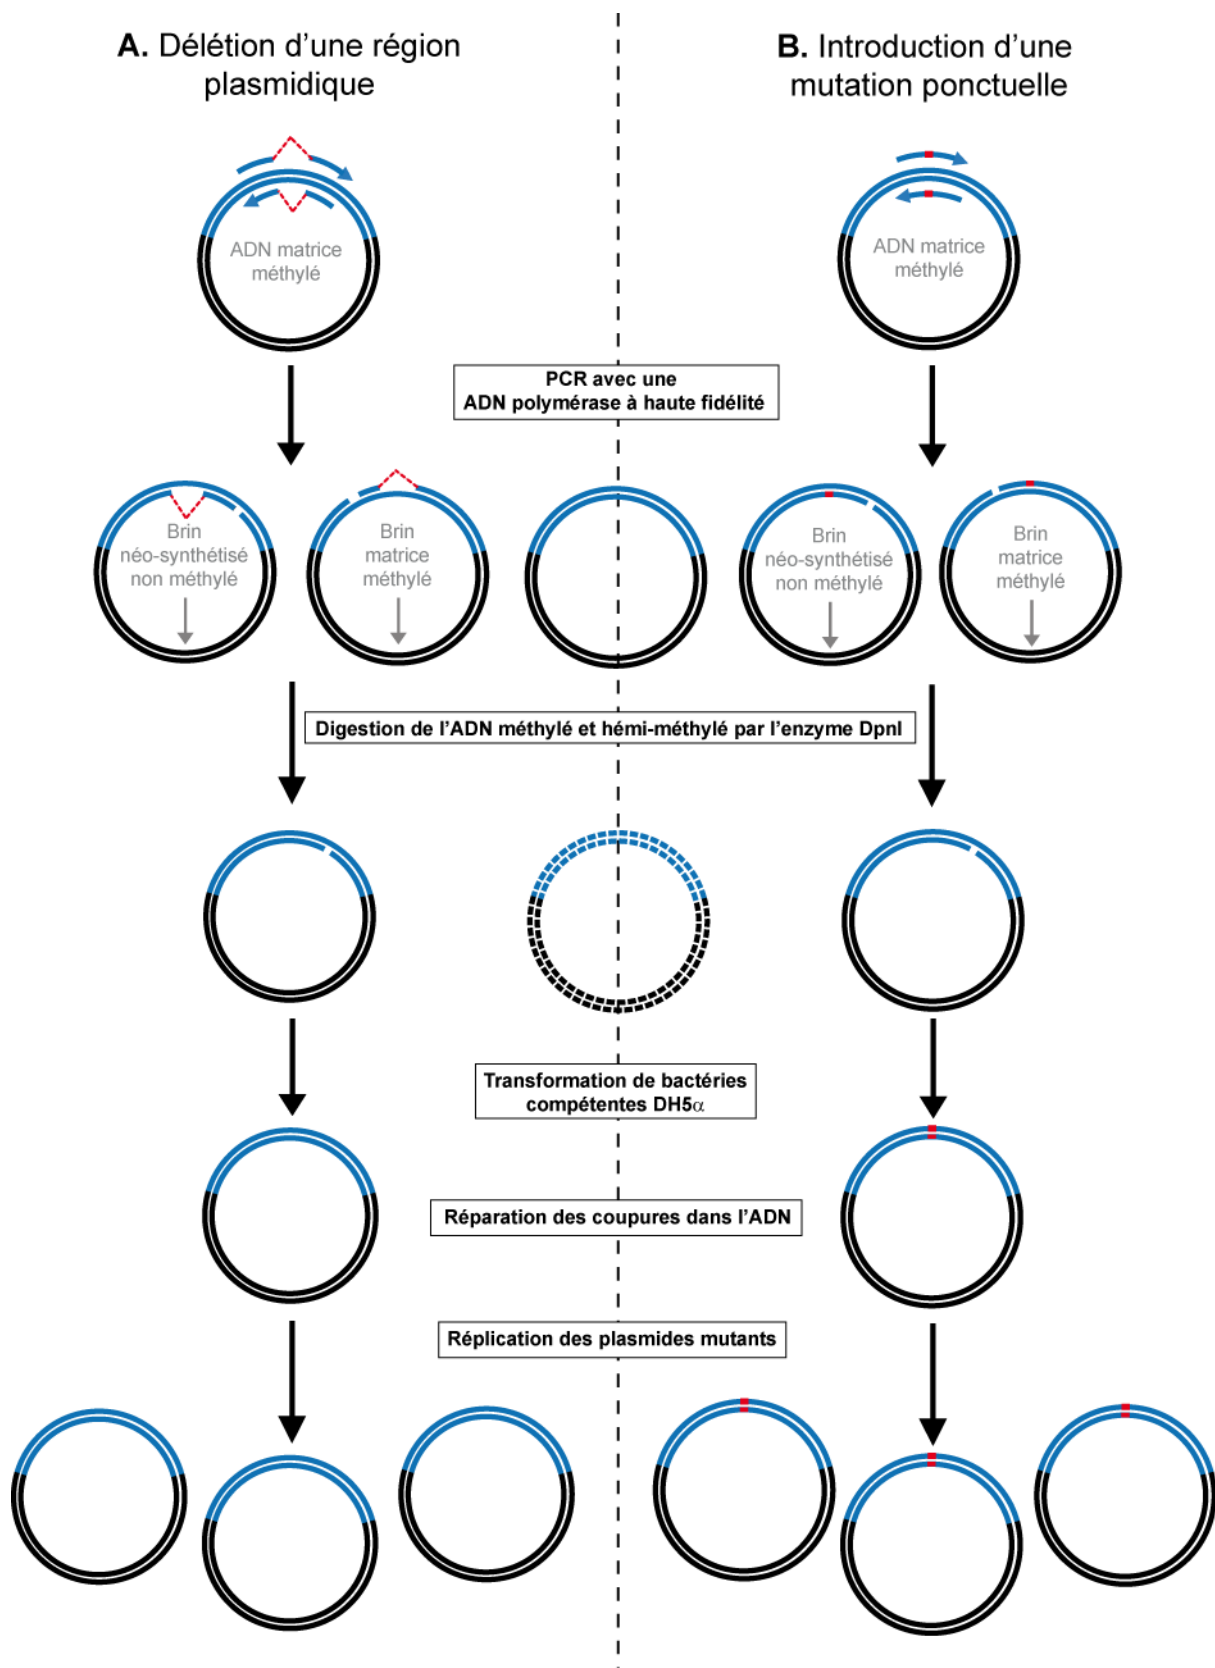 A. Délétion d'une région
plasmidique
B. Introduction d'une
mutation ponctuelle
ADN matrice
méthylé
ADN matrice
méthylé
PCR avec une
ADN polymérase à haute fidélité
Brin
néo-synthétisé
non méthylé
Brin
matrice
méthylé
Brin
néo-synthétisé
non méthylé
Brin
matrice
méthylé
Digestion de l'ADN méthylé et hémi-méthylé par l'enzyme DpnI
Transformation de bactéries
compétentes DH5α
Réparation des coupures dans l'ADN
Réplication des plasmides mutants